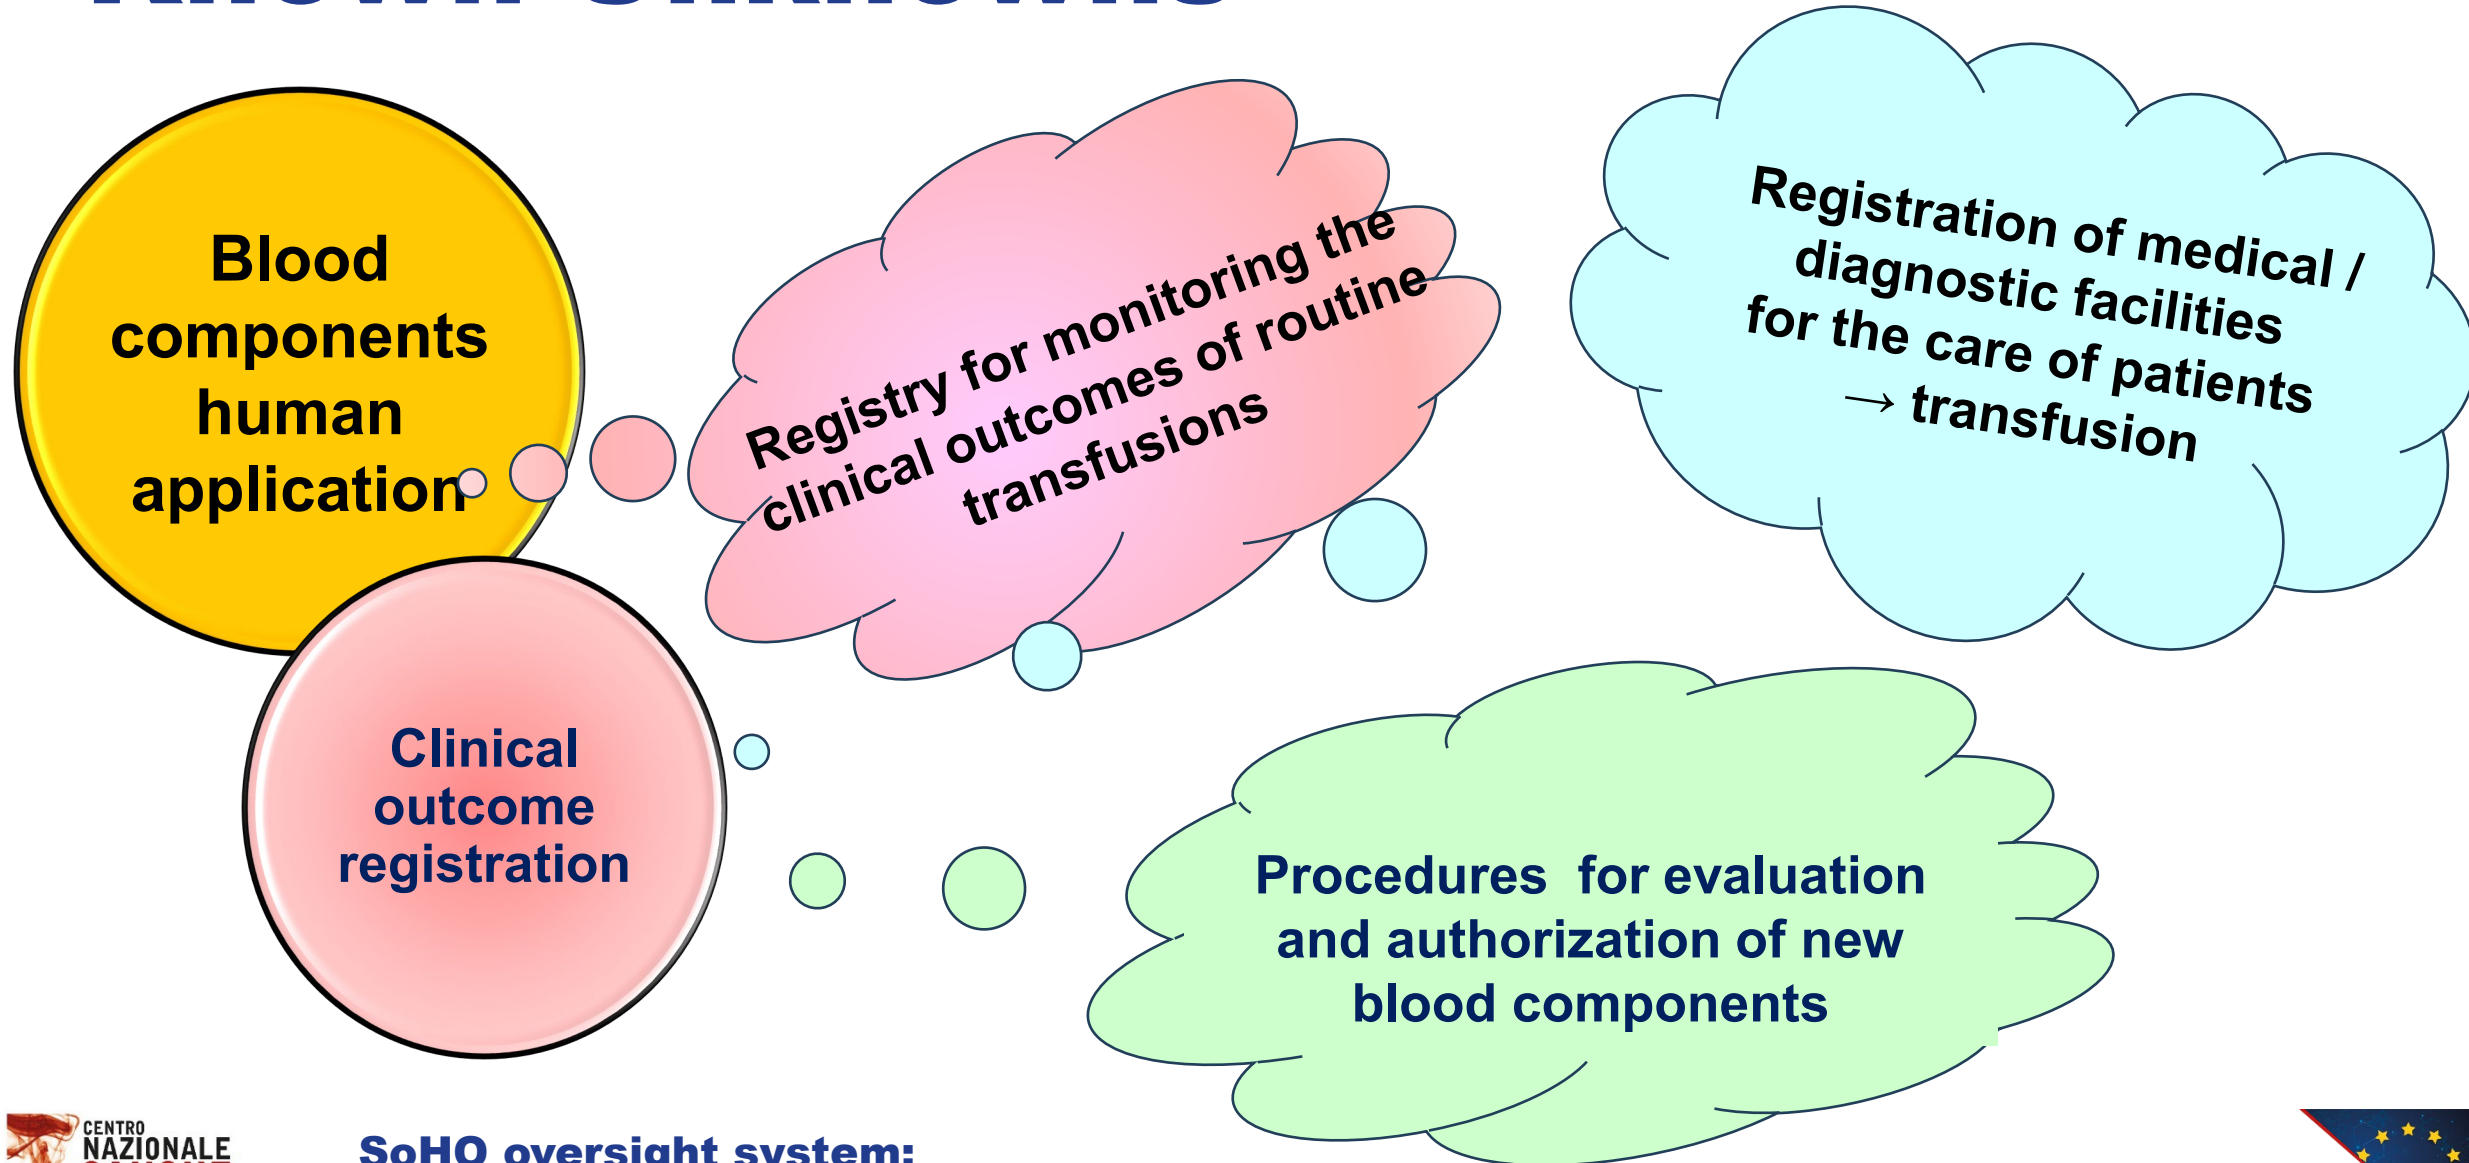 Known Unknowns
Blood
components
human
application
Registry for monitoring the
clinical outcomes of routine
transfusions
Registration of medical /
diagnostic facilities
for the care of patients
→ transfusion
Clinical
outcome
registration
Procedures for evaluation
and authorization of new
blood components
CENTRO
NAZIONALE
SoHO oversight system: